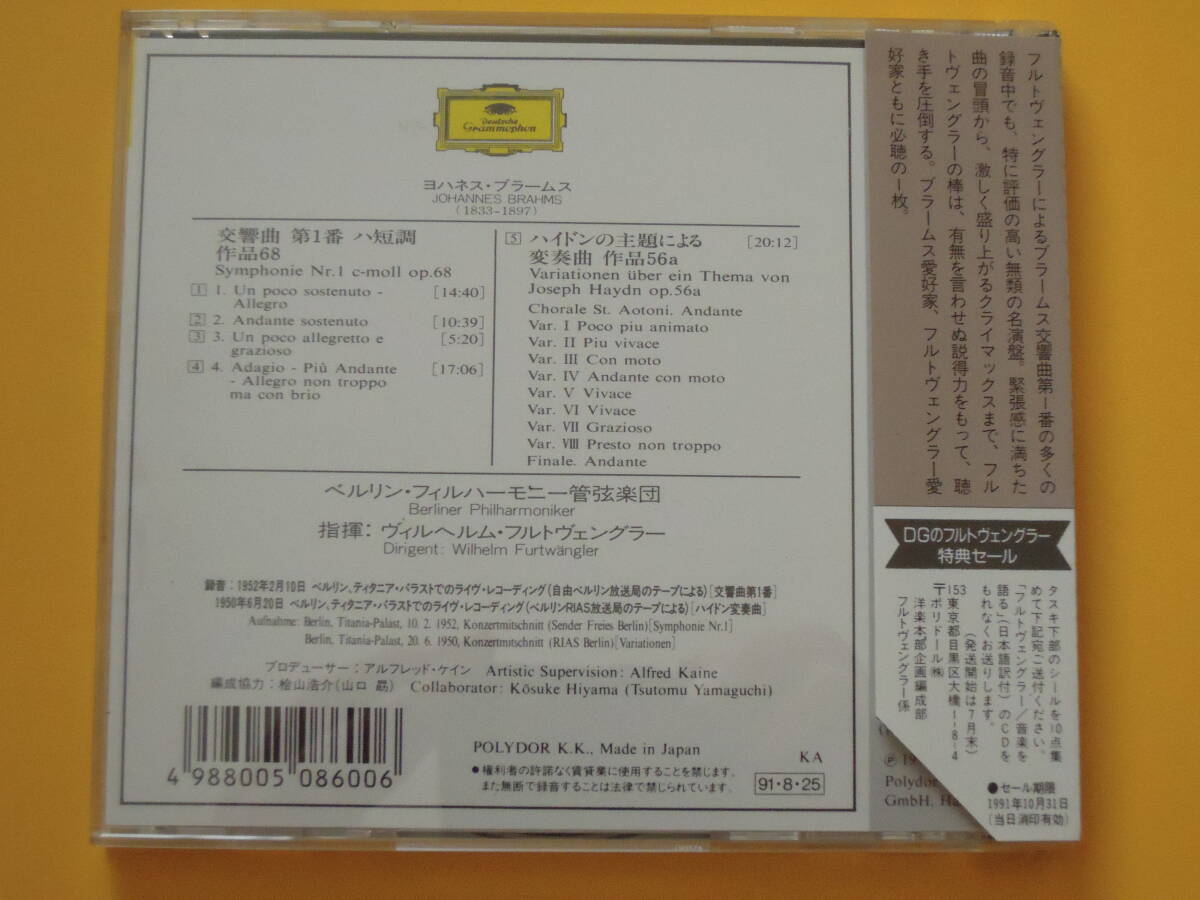 Deutsche
Grammophon
ヨハネス・ブラームス
JOHANNES BRAHMS
(1833-1897)
交響曲 第1番 ハ短調
作品68
Symphonie Nr.1 c-moll op.68
1 1. Un poco sostenuto - [14:40]
Allegro
2 2. Andante sostenuto [10:39]
3 3. Un poco allegretto e [5:20]
grazioso
4 4. Adagio - Più Andante [17:06]
- Allegro non troppo
ma con brio
5 ハイドンの主題による [20:12]
変奏曲 作品56a
Variationen über ein Thema von
Joseph Haydn op.56a
Chorale St. Aotoni. Andante
Var. I Poco piu animato
Var. II Piu vivace
Var. III Con moto
Var. IV Andante con moto
Var. V Vivace
Var. VI Vivace
Var. VII Grazioso
Var. VIII Presto non troppo
Finale. Andante
ベルリン・フィルハーモニー管弦楽団
Berliner Philharmoniker
指揮: ヴィルヘルム・フルトヴェングラー
Dirigent: Wilhelm Furtwängler
録音:1952年2月10日 ベルリン、ティタニア・パラストでのライヴ・レコーディング(自由ベルリン放送局のテープによる)[交響曲第1番]
1950年6月20日 ベルリン、ティタニア・パラストでのライヴ・レコーディング(ベルリンRIAS放送局のテープによる)[ハイドン変奏曲]
Aufnahme: Berlin, Titania-Palast, 10. 2. 1952, Konzertmitschnitt (Sender Freies Berlin)[Symphonie Nr.1]
Berlin, Titania-Palast, 20. 6. 1950, Konzertmitschnitt (RIAS Berlin)[Variationen]
プロデューサー:アルフレッド・ケイン Artistic Supervision: Alfred Kaine
編成協力:桧山浩介(山口 勗) Collaborator: Kōsuke Hiyama (Tsutomu Yamaguchi)
4 988005 086006
POLYDOR K.K., Made in Japan
KA
●権利者の許諾なく賃貸業に使用することを禁じます。
また無断で録音することは法律で禁じられています。
91・8・25
フルトヴェングラーによるブラームス交響曲第1番の多くの
録音中でも、特に評価の高い無類の名演盤。緊張感に満ちた
曲の冒頭から、激しく盛り上がるクライマックスまで、フル
トヴェングラーの棒は、有無を言わせぬ説得力をもって、聴
き手を圧倒する。ブラームス愛好家、フルトヴェングラー愛
好家ともに必聴の一枚。
DGのフルトヴェングラー
特典セール
タスキ下部のシールを10点集
めて下記宛ご送付ください。
「フルトヴェングラー/音楽を
語る」(日本語訳付)のCDを
もれなくお送りします。
(発送開始は7月末)
〒153東京都目黒区大橋1-8-4
ポリドール㈱
洋楽本部企画編成部
フルトヴェングラー係
●セール期限
1991年10月31日
(当日消印有効)
℗ 19
Polydor
GmbH. Ha